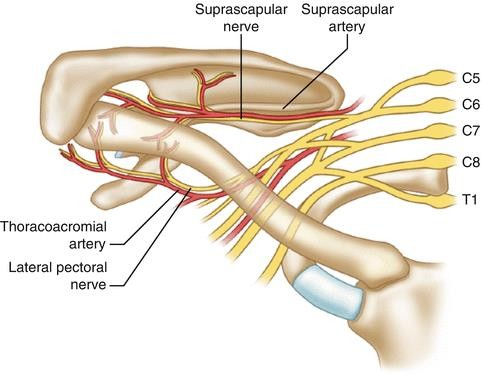 Suprascapular
nerve
Suprascapular
artery
C5
C6
C7
C8
T1
Thoracoacromial
artery
Lateral pectoral
nerve